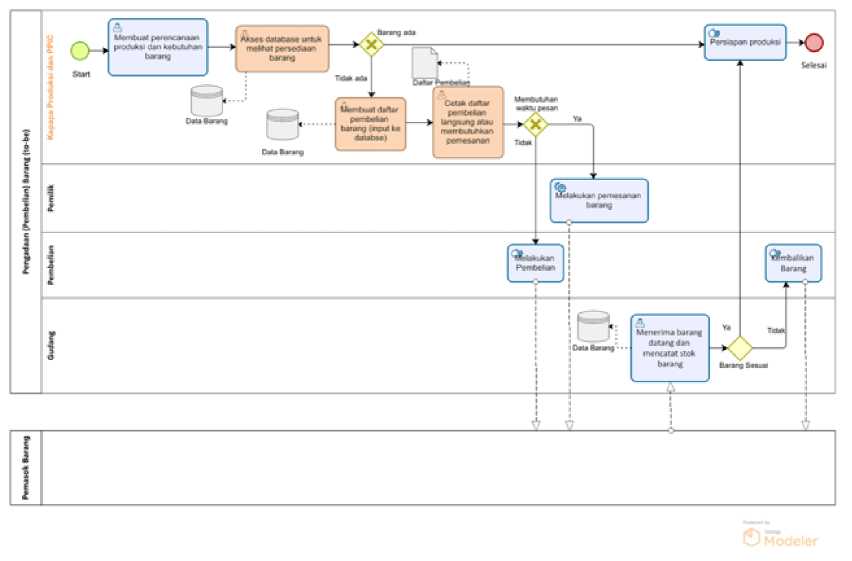 Pengadaan (Pembelian) Barang (to-be)
Kapapa Produksi dan PPIC
Start
Membuat perencanaan
produksi dan kebutuhan
barang
Akses database untuk
melihat persediaan
barang
Data Barang
Barang ada
Tidak ada
Daftar Pembelian
Membuat daftar
pembelian
barang (input ke
databse)
Data Barang
Cetak daftar
pembelian
langsung atau
membutuhkan
pemesanan
Membutuhan
waktu pesan
Ya
Tidak
Persiapan produksi
Selesai
Pemilik
Melakukan pemesanan
barang
Pembelian
Melakukan
Pembelian
Kembalikan
Barang
Gudang
Data Barang
Menerima barang
datang dan
mencatat stok
barang
Ya
Tidak
Barang Sesuai
Pemasok Barang
Powered by
bizagi
Modeler